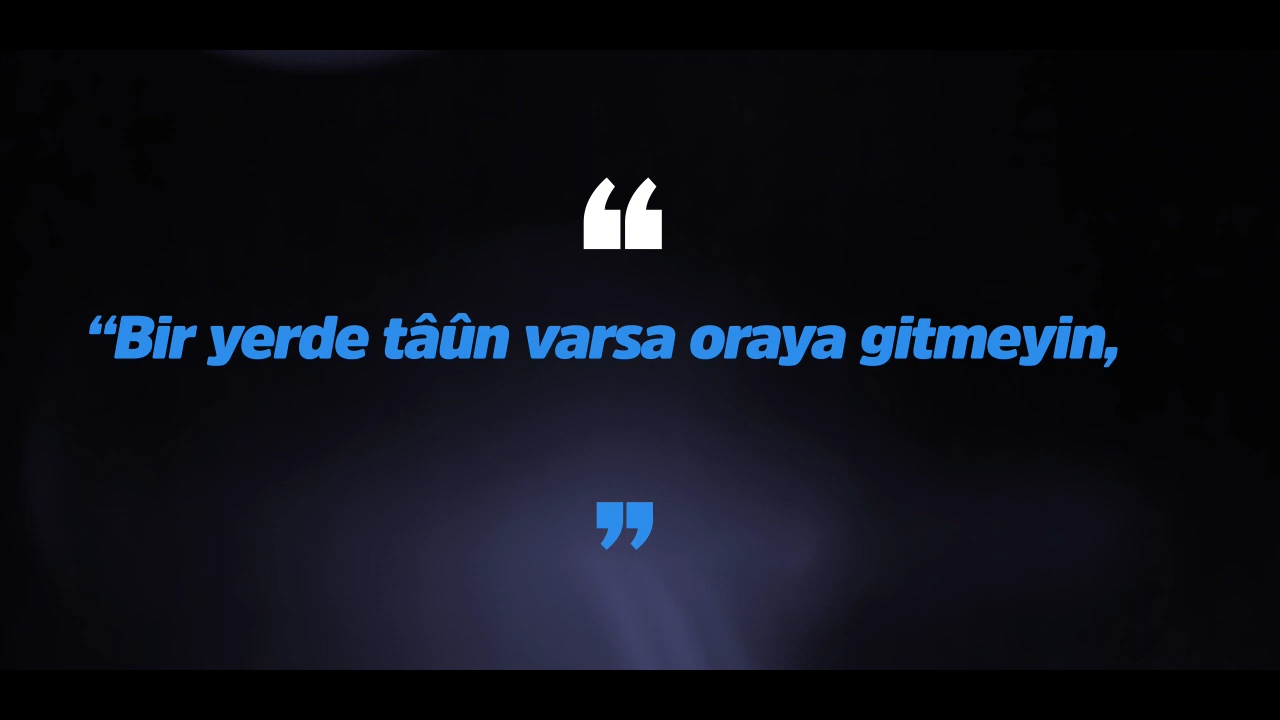 “
“Bir yerde tâûn varsa oraya gitmeyin,
”